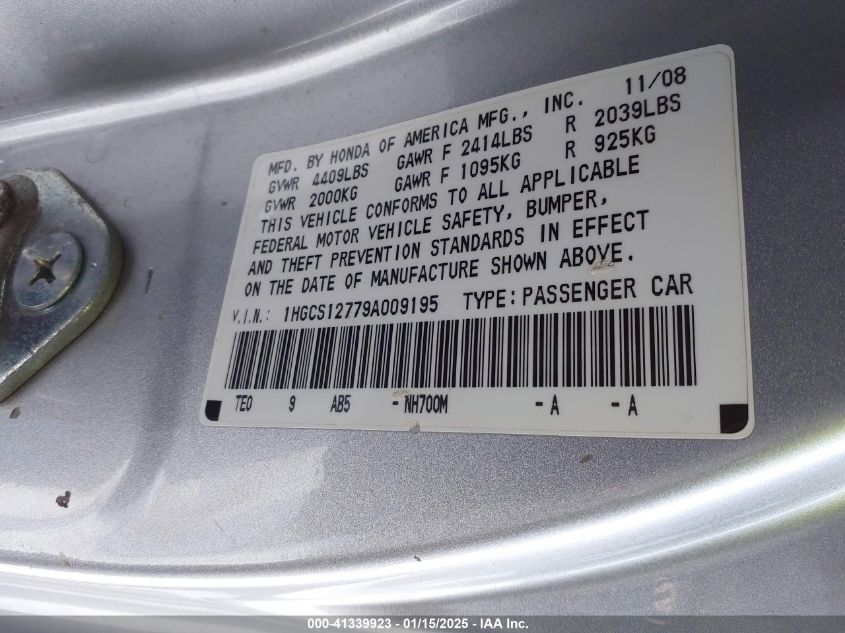 11/08
MFD. BY HONDA OF AMERICA MFG., INC.
GVWR 4409LBS GAWR F 2414LBS R 2039LBS
GVWR 2000KG GAWR F 1095KG R 925KG
THIS VEHICLE CONFORMS TO ALL APPLICABLE
FEDERAL MOTOR VEHICLE SAFETY, BUMPER,
AND THEFT PREVENTION STANDARDS IN EFFECT
ON THE DATE OF MANUFACTURE SHOWN ABOVE.
V.I.N.: 1HGCS12779A009195 TYPE:PASSENGER CAR
TE0 9 AB5 - NH700M - A - A
000-41339923 - 01/15/2025 - IAA Inc.